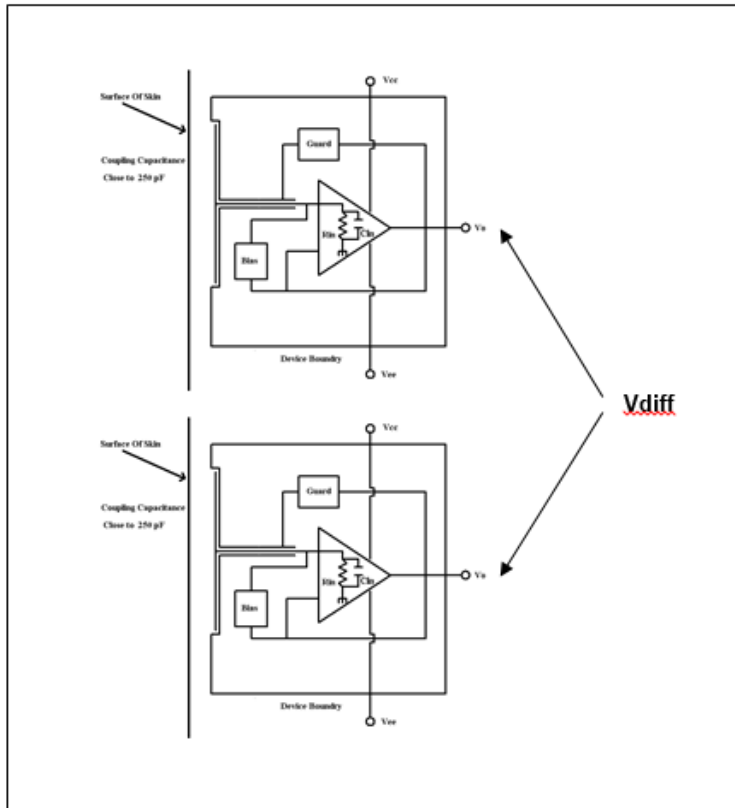 Vcc
Surface Of Skin
Guard
Coupling Capacitance
Close to 250 pF
Rin
Cin
Vo
Bias
Device Boundry
Vee
Vdiff
Vcc
Surface Of Skin
Guard
Coupling Capacitance
Close to 250 pF
Rin
Cin
Vo
Bias
Device Boundry
Vee